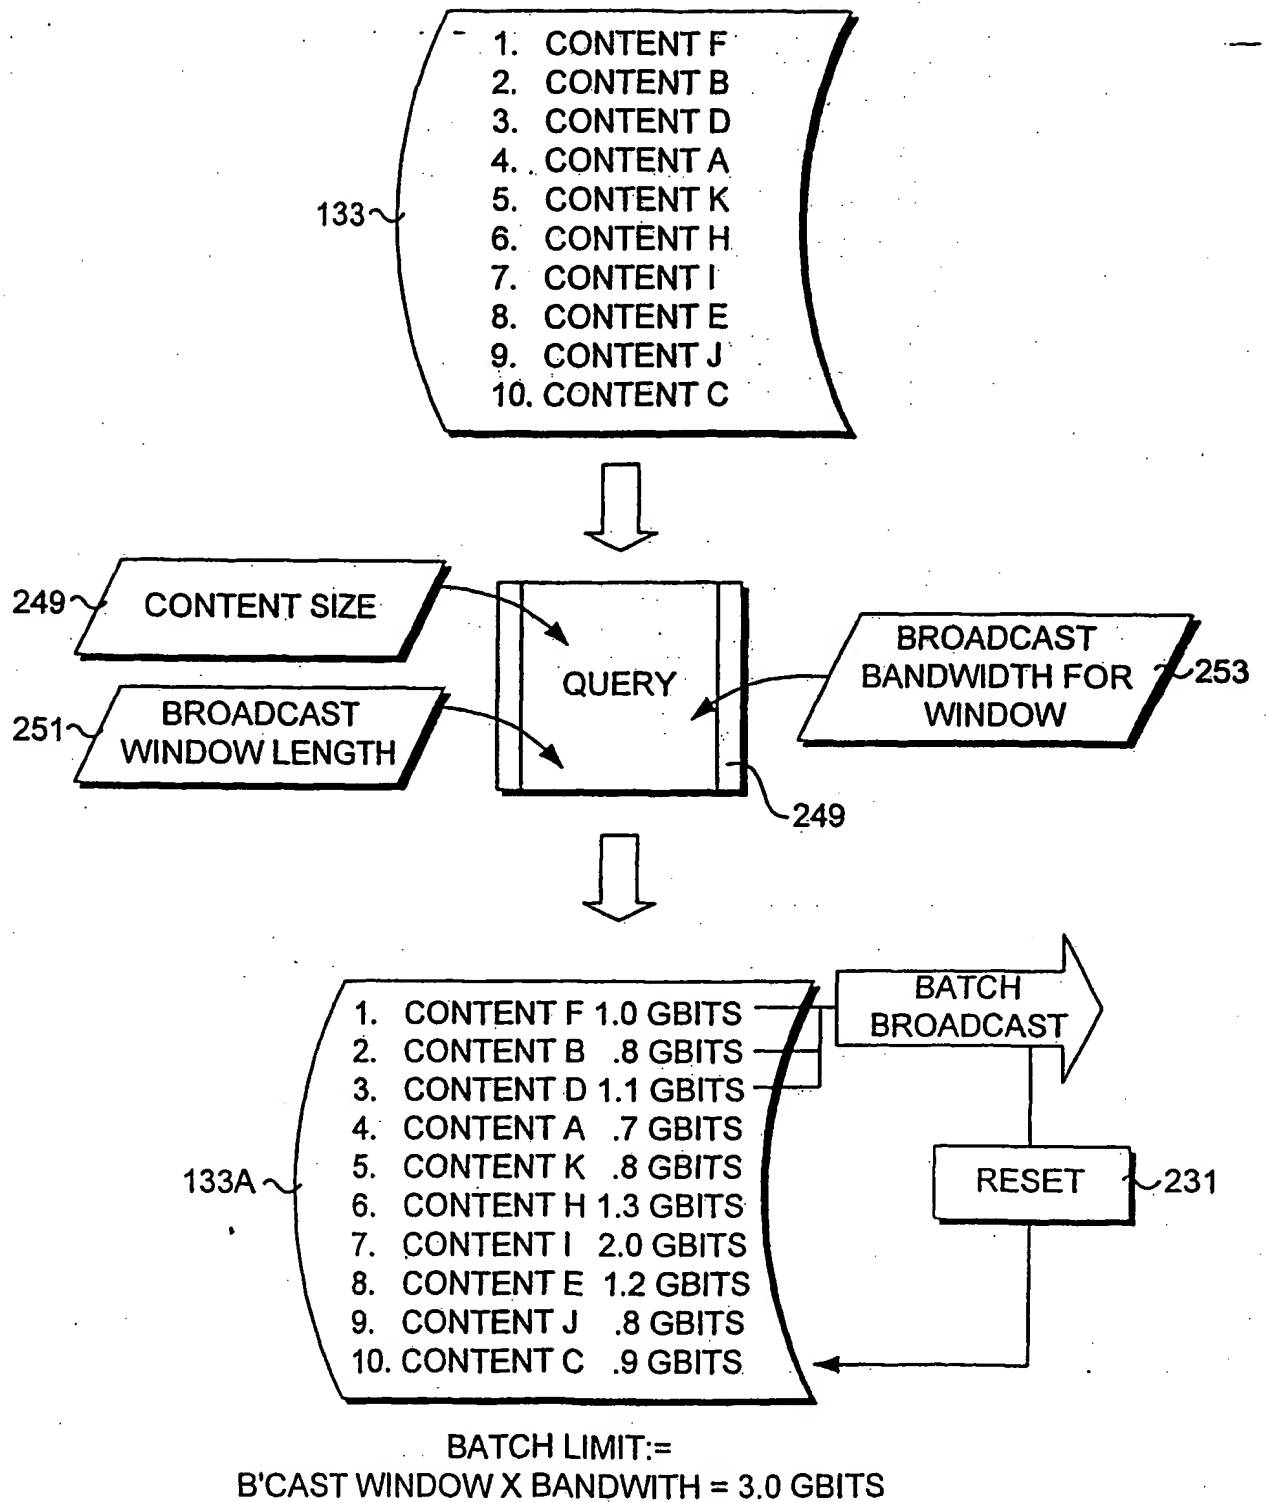 1. CONTENT F
2. CONTENT B
3. CONTENT D
4. CONTENT A
5. CONTENT K
6. CONTENT H
7. CONTENT I
8. CONTENT E
9. CONTENT J
10. CONTENT C
133
249
CONTENT SIZE
251
BROADCAST
WINDOW LENGTH
QUERY
249
BROADCAST
BANDWIDTH FOR
WINDOW
253
1. CONTENT F 1.0 GBITS
2. CONTENT B .8 GBITS
3. CONTENT D 1.1 GBITS
4. CONTENT A .7 GBITS
5. CONTENT K .8 GBITS
6. CONTENT H 1.3 GBITS
7. CONTENT I 2.0 GBITS
8. CONTENT E 1.2 GBITS
9. CONTENT J .8 GBITS
10. CONTENT C .9 GBITS
133A
BATCH
BROADCAST
RESET
231
BATCH LIMIT:=
B'CAST WINDOW X BANDWITH = 3.0 GBITS